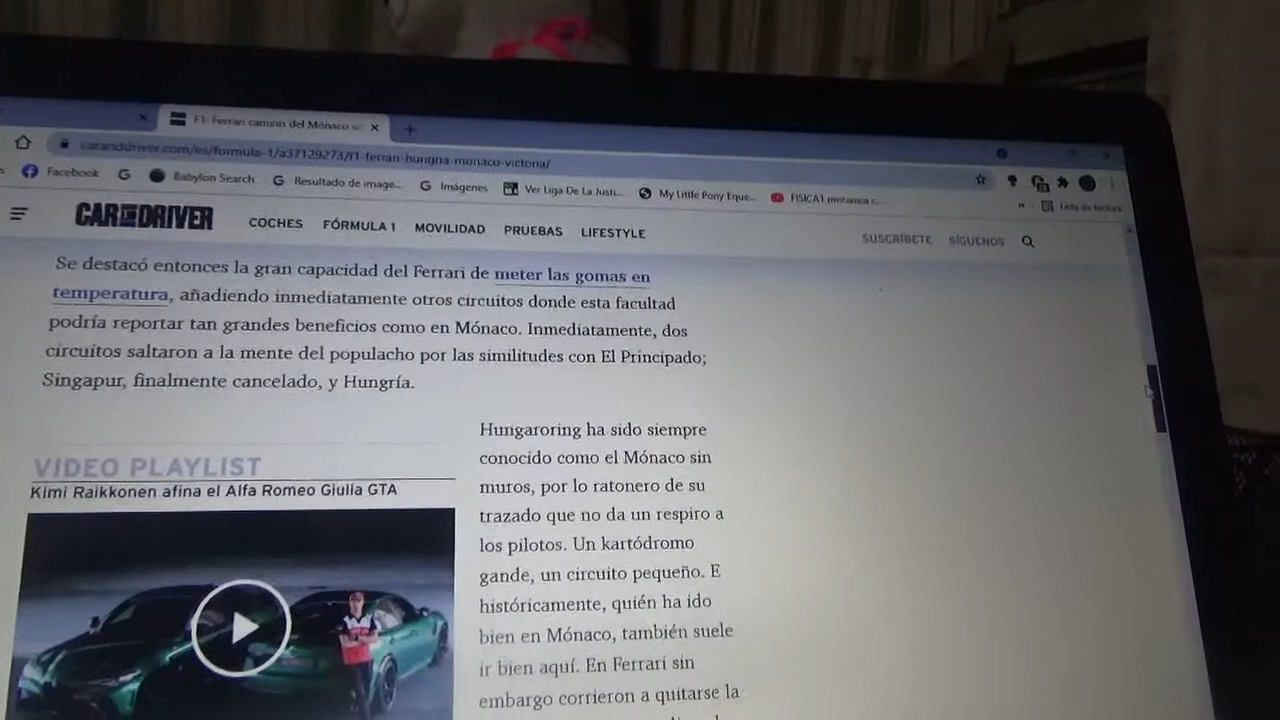 F1: Ferrari camino del Mónaco si
caranddriver.com/es/formula-1/a37129273/f1-ferrari-hungria-monaco-victoria/
Facebook
Babylon Search
Resultado de image...
Imágenes
Ver Liga De La Justi...
My Little Pony Eque...
FISICA1 mecanica c...
Lista de lectura
CAR AND DRIVER
COCHES FÓRMULA 1 MOVILIDAD PRUEBAS LIFESTYLE
SUSCRÍBETE SÍGUENOS
Se destacó entonces la gran capacidad del Ferrari de meter las gomas en
temperatura, añadiendo inmediatamente otros circuitos donde esta facultad
podría reportar tan grandes beneficios como en Mónaco. Inmediatamente, dos
circuitos saltaron a la mente del populacho por las similitudes con El Principado;
Singapur, finalmente cancelado, y Hungría.
VIDEO PLAYLIST
Kimi Raikkonen afina el Alfa Romeo Giulia GTA
Hungaroring ha sido siempre
conocido como el Mónaco sin
muros, por lo ratonero de su
trazado que no da un respiro a
los pilotos. Un kartódromo
gande, un circuito pequeño. E
históricamente, quién ha ido
bien en Mónaco, también suele
ir bien aquí. En Ferrari sin
embargo corrieron a quitarse la